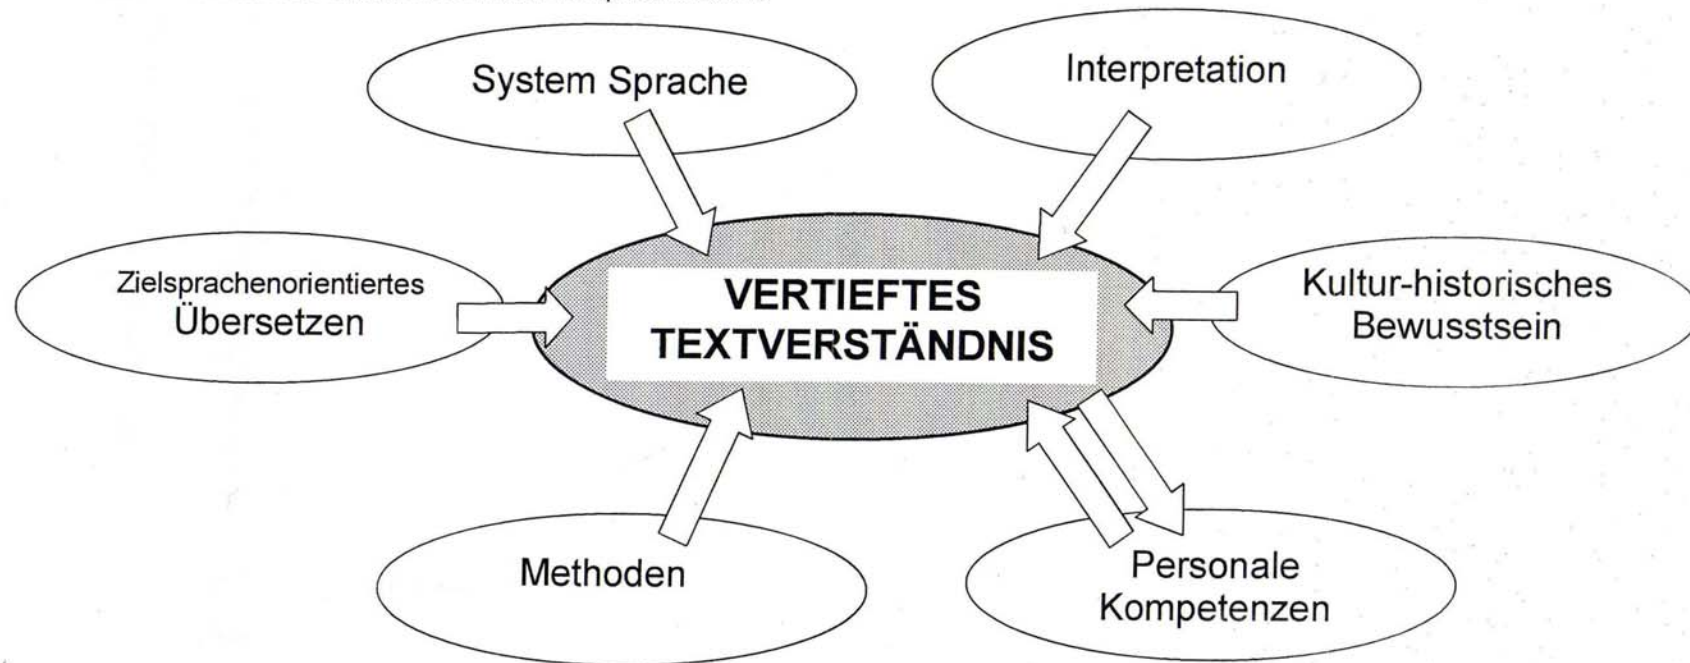 System Sprache
Interpretation
Zielsprachenorientiertes
Übersetzen
VERTIEFTES
TEXTVERSTÄNDNIS
Kultur-historisches
Bewusstsein
Methoden
Personale
Kompetenzen